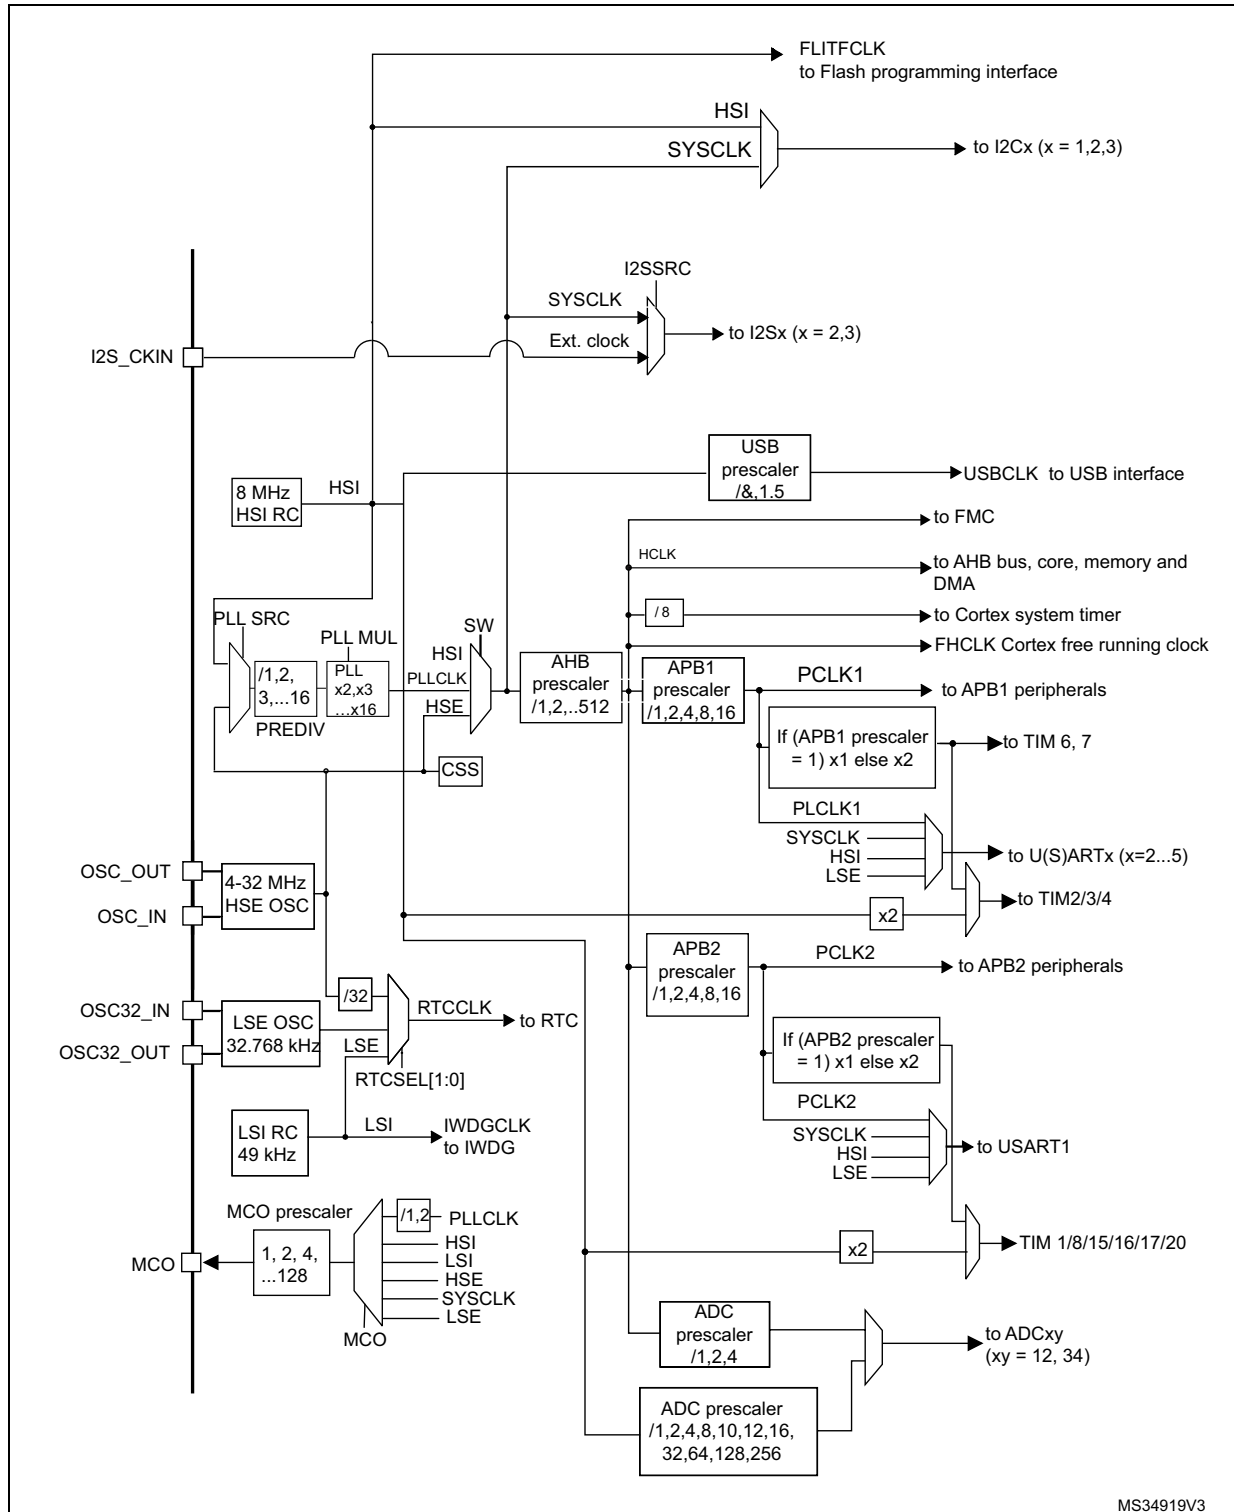 FLITFCLK
to Flash programming interface
HSI
SYSCLK
to I2Cx (x = 1,2,3)
I2SSRC
SYSCLK
Ext. clock
to I2Sx (x = 2,3)
I2S_CKIN
USB
prescaler
/&,1.5
USBCLK to USB interface
8 MHz
HSI RC
HSI
to FMC
HCLK
to AHB bus, core, memory and
DMA
/ 8
to Cortex system timer
FHCLK Cortex free running clock
PLL SRC
PLL MUL
/1,2,
3,...16
PREDIV
PLL
x2,x3
...x16
SW
HSI
PLLCLK
HSE
CSS
AHB
prescaler
/1,2,..512
APB1
prescaler
/1,2,4,8,16
PCLK1
to APB1 peripherals
If (APB1 prescaler
= 1) x1 else x2
to TIM 6, 7
PLCLK1
SYSCLK
HSI
LSE
to U(S)ARTx (x=2...5)
x2
to TIM2/3/4
OSC_OUT
OSC_IN
4-32 MHz
HSE OSC
APB2
prescaler
/1,2,4,8,16
PCLK2
to APB2 peripherals
/32
OSC32_IN
OSC32_OUT
LSE OSC
32.768 kHz
RTCCLK
to RTC
LSE
RTCSEL[1:0]
If (APB2 prescaler
= 1) x1 else x2
PCLK2
SYSCLK
HSI
LSE
to USART1
LSI RC
49 kHz
LSI
IWDGCLK
to IWDG
MCO prescaler
/1,2
PLLCLK
HSI
LSI
HSE
SYSCLK
LSE
MCO
1, 2, 4,
...128
MCO
x2
TIM 1/8/15/16/17/20
ADC
prescaler
/1,2,4
to ADCxy
(xy = 12, 34)
ADC prescaler
/1,2,4,8,10,12,16,
32,64,128,256
MS34919V3